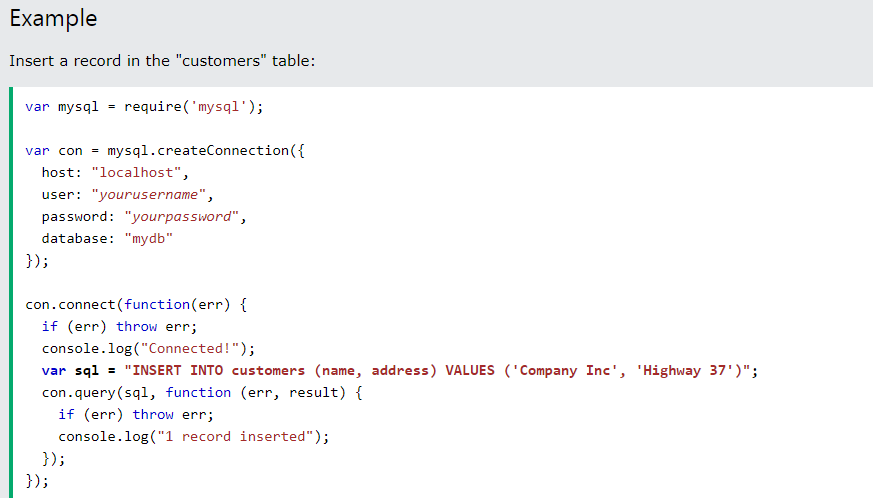 Example
Insert a record in the "customers" table:
var mysql = require('mysql');
var con = mysql.createConnection({
  host: "localhost",
  user: "yourusername",
  password: "yourpassword",
  database: "mydb"
});
con.connect(function(err) {
  if (err) throw err;
  console.log("Connected!");
  var sql = "INSERT INTO customers (name, address) VALUES ('Company Inc', 'Highway 37')";
  con.query(sql, function (err, result) {
    if (err) throw err;
    console.log("1 record inserted");
  });
});